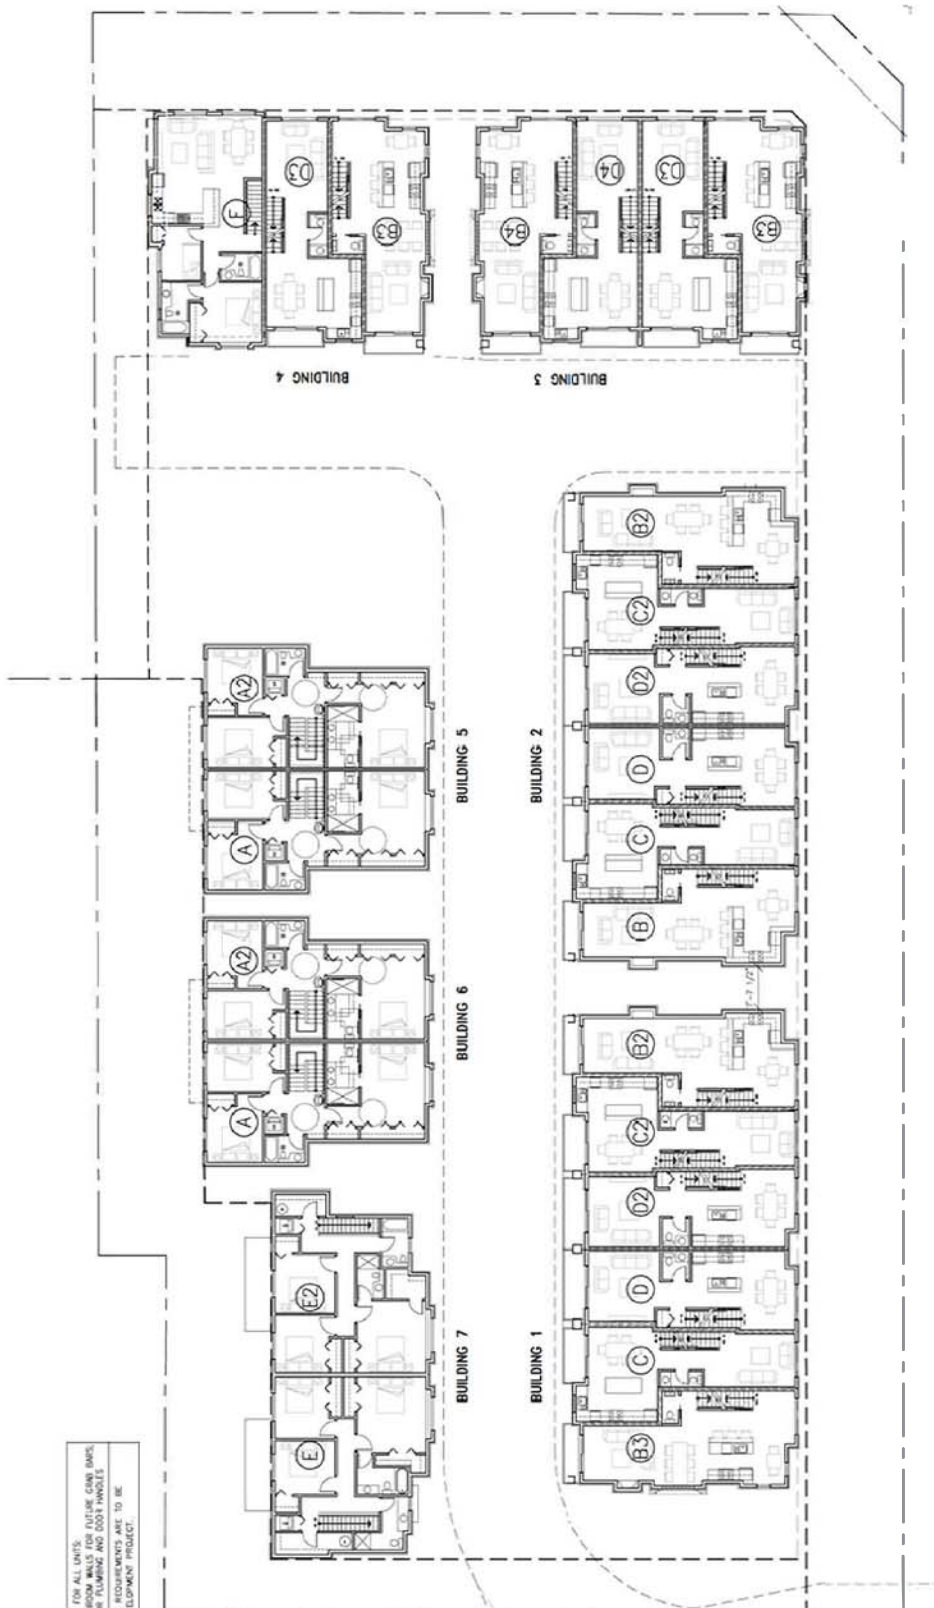 F
D3
B3
B4
D4
D3
B3
BUILDING 4
BUILDING 3
B2
C2
D2
D
C
B
A2
A
BUILDING 5
BUILDING 2
A2
A
BUILDING 6
B2
C2
D2
D
C
B3
E2
E
BUILDING 7
BUILDING 1
FOR ALL UNITS:
ROOM WALLS FOR FUTURE GRAB BARS,
R PLUMBING AND DOOR HANDLES
REQUIREMENTS ARE TO BE
ELOPMENT PROJECT.